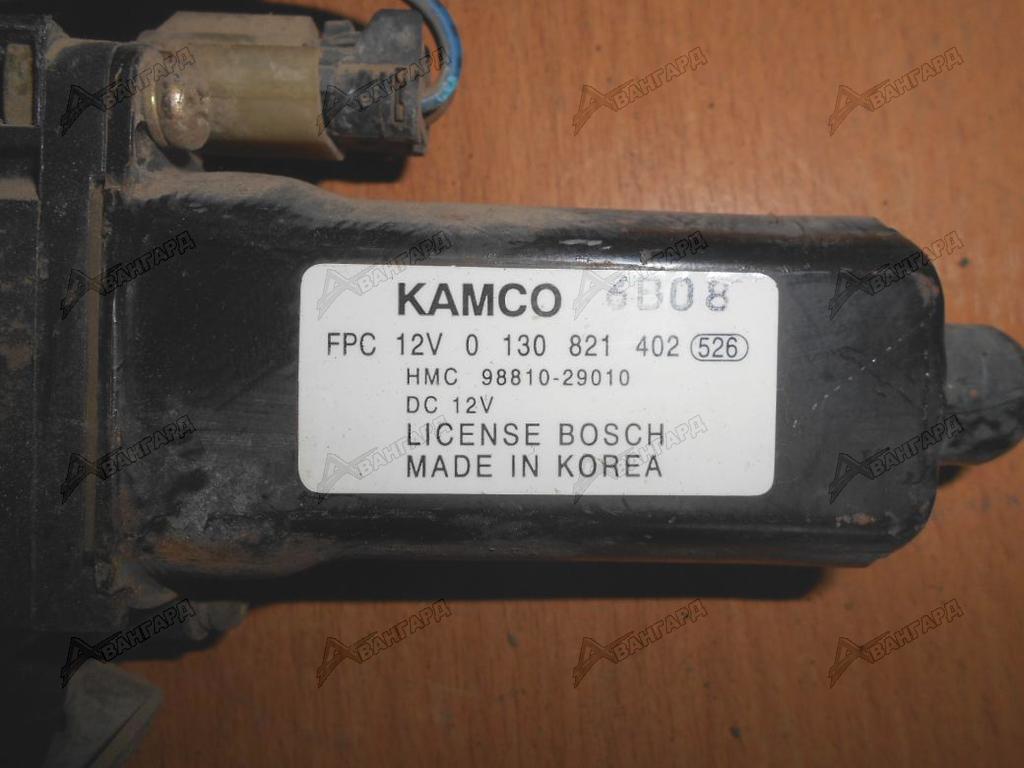 KAMCO 8B08
FPC 12V 0 130 821 402 526
HMC 98810-29010
DC 12V
LICENSE BOSCH
MADE IN KOREA
АВАНГАРД